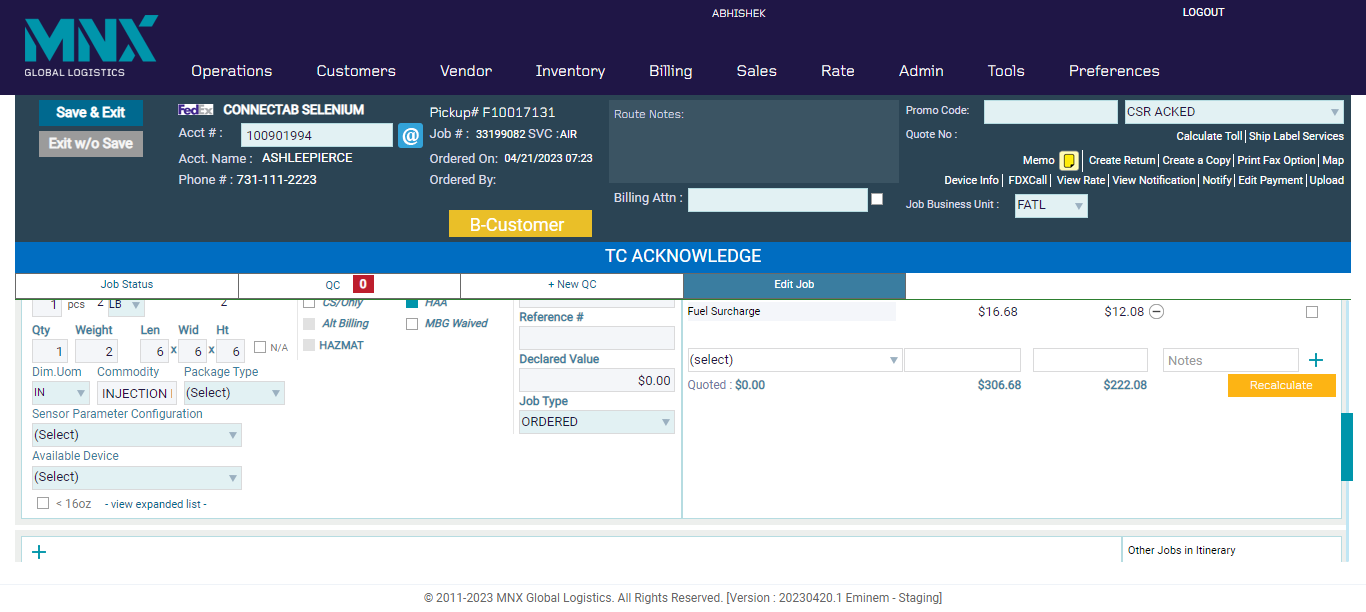 ABHISHEK
LOGOUT
MNX
GLOBAL LOGISTICS
Operations Customers Vendor Inventory Billing Sales Rate Admin Tools Preferences
Save & Exit
Exit w/o Save
FedEx CONNECTAB SELENIUM
Acct # : 100901994 @
Acct. Name : ASHLEEPIERCE
Phone # : 731-111-2223
Pickup# F10017131
Job # : 33199082 SVC :AIR
Ordered On: 04/21/2023 07:23
Ordered By:
B-Customer
Route Notes:
Billing Attn :
Promo Code: CSR ACKED
Quote No :
Calculate Toll| Ship Label Services
Memo | Create Return| Create a Copy| Print Fax Option| Map
Device Info| FDXCall| View Rate| View Notification| Notify| Edit Payment| Upload
Job Business Unit : FATL
TC ACKNOWLEDGE
Job Status QC 0 + New QC Edit Job
1 pcs 2 LB 2
Qty Weight Len Wid Ht
1 2 6 x 6 x 6 N/A
Dim.Uom Commodity Package Type
IN INJECTION (Select)
Sensor Parameter Configuration
(Select)
Available Device
(Select)
< 16oz - view expanded list -
CS/Only HAA
Alt Billing MBG Waived
HAZMAT
Reference #
Declared Value
$0.00
Job Type
ORDERED
Fuel Surcharge $16.68 $12.08
(select) Notes +
Quoted : $0.00 $306.68 $222.08 Recalculate
+
Other Jobs in Itinerary
© 2011-2023 MNX Global Logistics. All Rights Reserved. [Version : 20230420.1 Eminem - Staging]